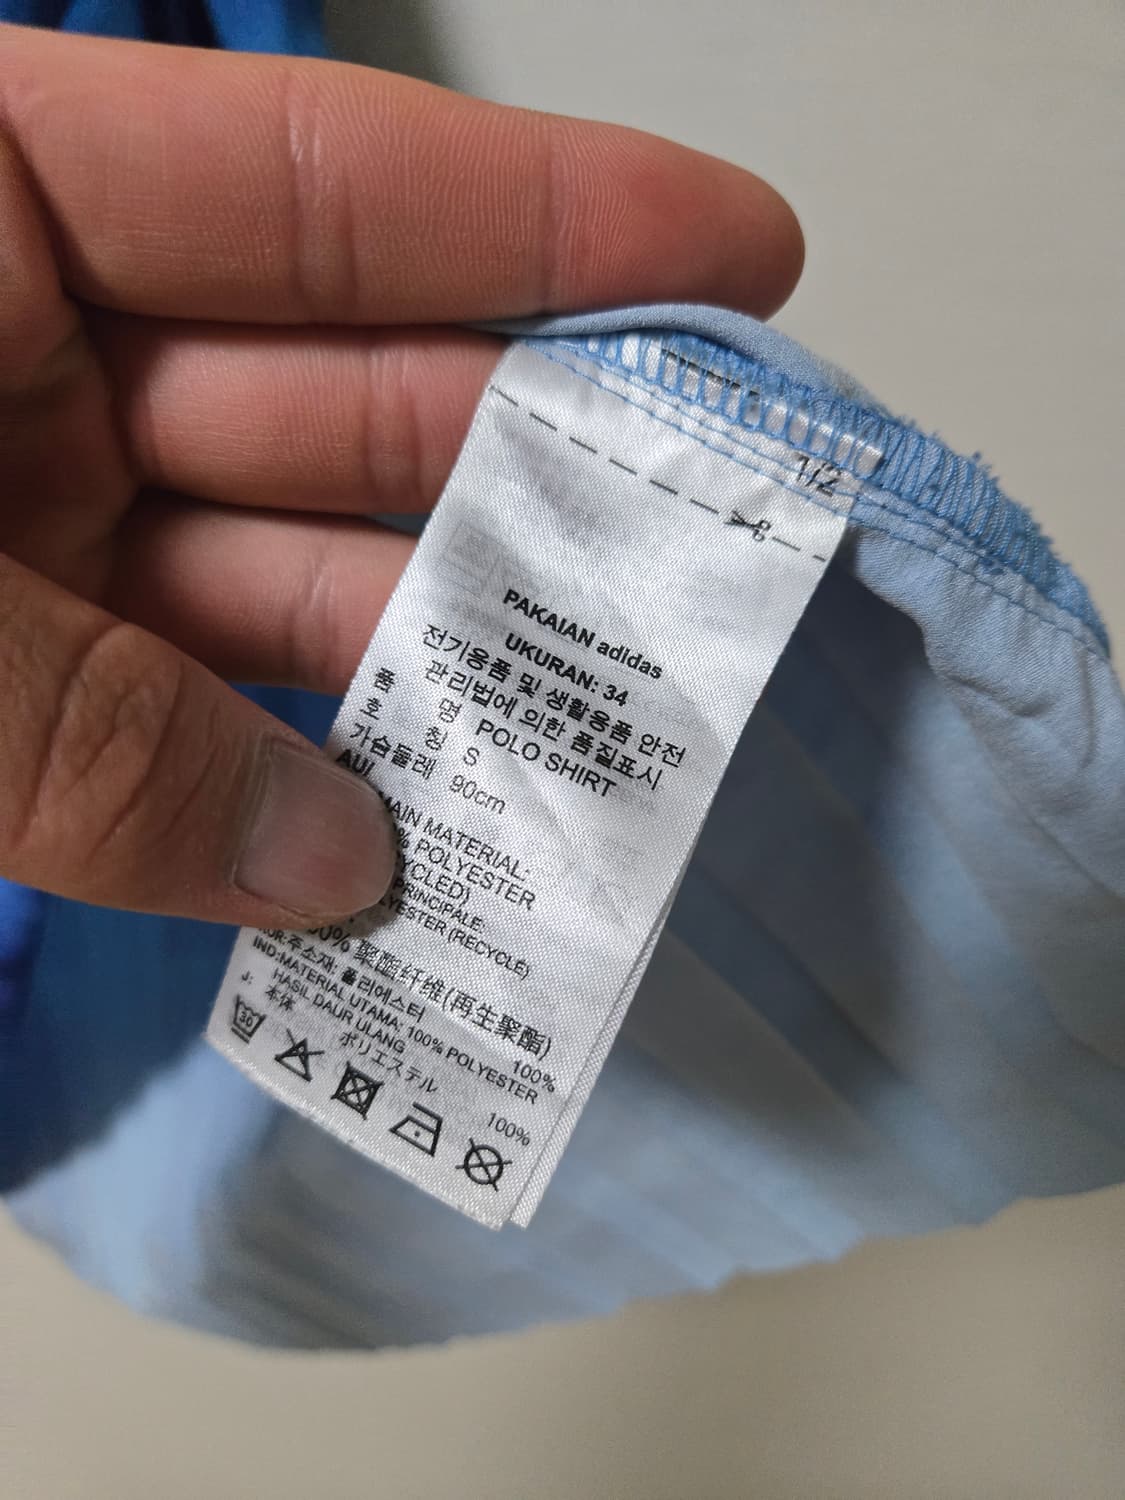 1/2
PAKAIAN adidas
UKURAN: 34
전기용품 및 생활용품 안전
관리법에 의한 품질표시
품 명 POLO SHIRT
호 칭 S
가슴둘레 90cm
MAIN MATERIAL:
% POLYESTER
YCLED)
PRINCIPALE:
LYESTER (RECYCLÉ)
00% 聚酯纤维(再生聚酯)
KOR:주소재: 폴리에스터 100%
IND:MATERIAL UTAMA: 100% POLYESTER
HASIL DAUR ULANG
J: 本体 ポリエステル 100%
30